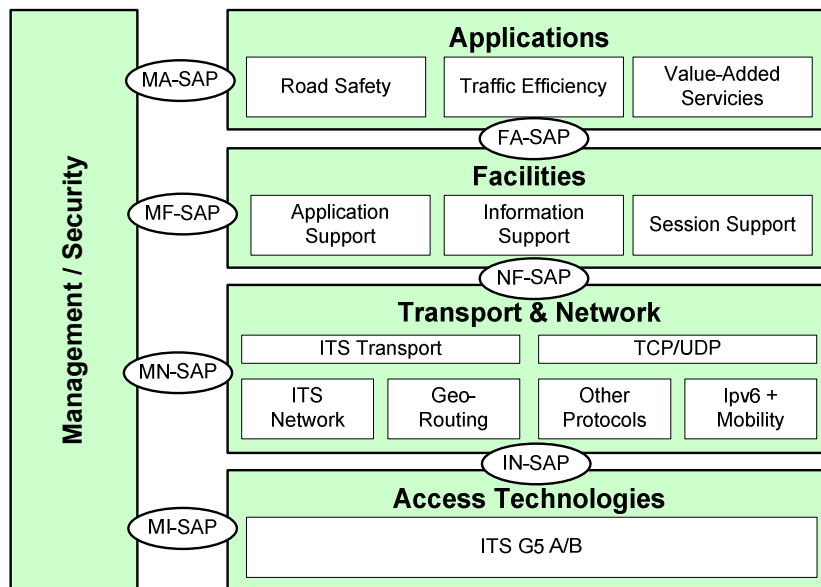 Management / Security
Applications
MA-SAP
Road Safety
Traffic Efficiency
Value-Added
Servicies
FA-SAP
Facilities
MF-SAP
Application
Support
Information
Support
Session Support
NF-SAP
Transport & Network
ITS Transport
TCP/UDP
MN-SAP
ITS
Network
Geo-
Routing
Other
Protocols
Ipv6 +
Mobility
IN-SAP
Access Technologies
MI-SAP
ITS G5 A/B